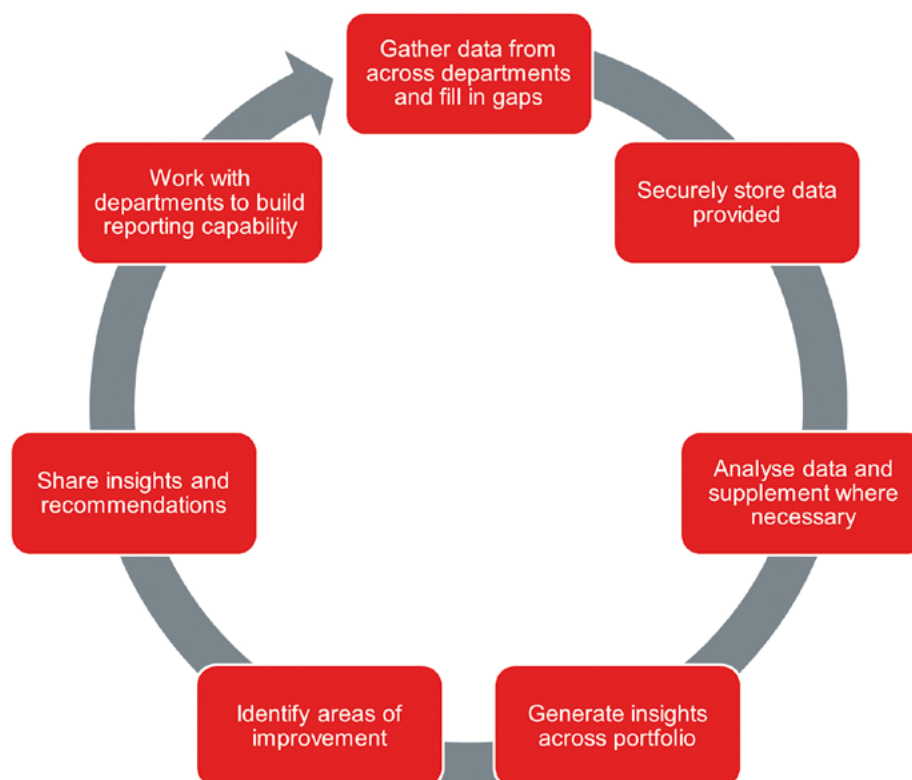 Gather data from
across departments
and fill in gaps
Securely store data
provided
Analyse data and
supplement where
necessary
Generate insights
across portfolio
Identify areas of
improvement
Share insights and
recommendations
Work with
departments to build
reporting capability